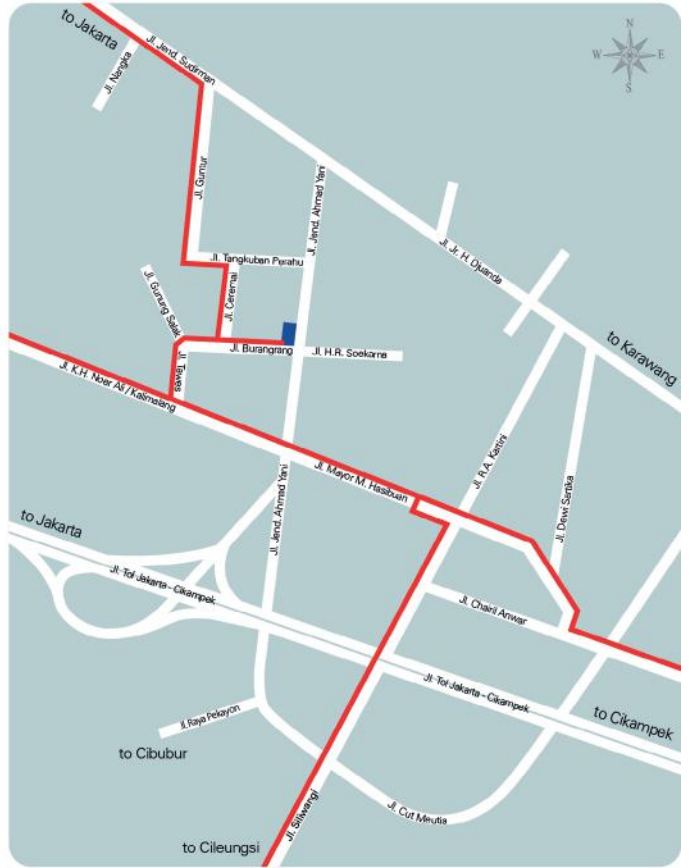 to Jakarta
Jl. Jend. Sudirman
N
W
E
S
Jl. Nangka
Jl. Guntur
Jl. Jend. Ahmad Yani
Jl. Tangkuban Perahu
Jl. Ir. H. Djuanda
Jl. Gunung Salak
Jl. Ceremai
to Karawang
Jl. Burangrang
Jl. H.R. Soekarna
Jl. Tawes
Jl. K.H. Noer Ali / Kalimalang
Jl. Mayor M. Hasibuan
Jl. R.A. Kartini
Jl. Jend. Ahmad Yani
Jl. Dewi Sartika
to Jakarta
Jl. Tol Jakarta - Cikampek
Jl. Chairil Anwar
Jl. Tol Jakarta - Cikampek
Jl. Raya Pekayon
to Cikampek
to Cibubur
Jl. Cut Meutia
Jl. Siliwangi
to Cileungsi